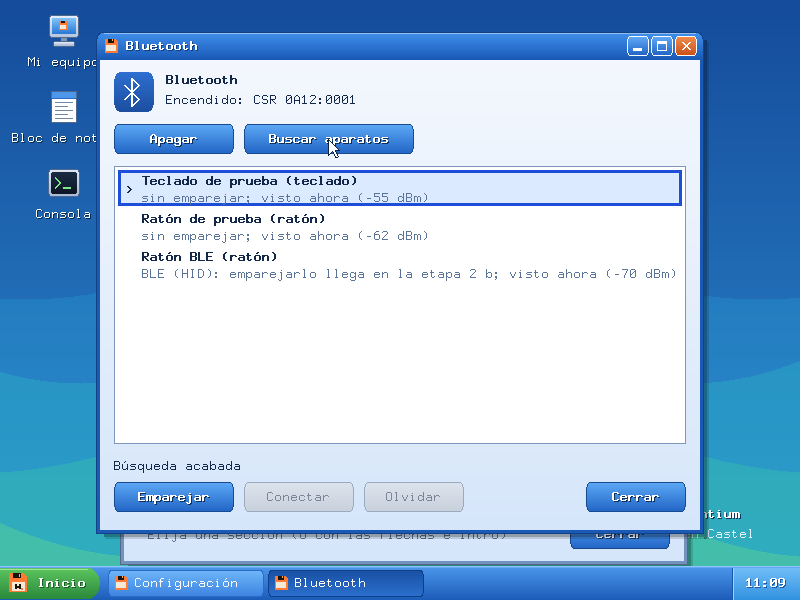 Mi equipo
Bloc de not
Consola
Bluetooth
Bluetooth
Encendido: CSR 0A12:0001
Apagar
Buscar aparatos
> Teclado de prueba (teclado)
sin emparejar; visto ahora (-55 dBm)
Ratón de prueba (ratón)
sin emparejar; visto ahora (-62 dBm)
Ratón BLE (ratón)
BLE (HID): emparejarlo llega en la etapa 2 b; visto ahora (-70 dBm)
Búsqueda acabada
Emparejar
Conectar
Olvidar
Cerrar
ntium
.Castel
Elija una sección (o con las flechas e Intro)
Cerrar
Inicio
Configuración
Bluetooth
11:09